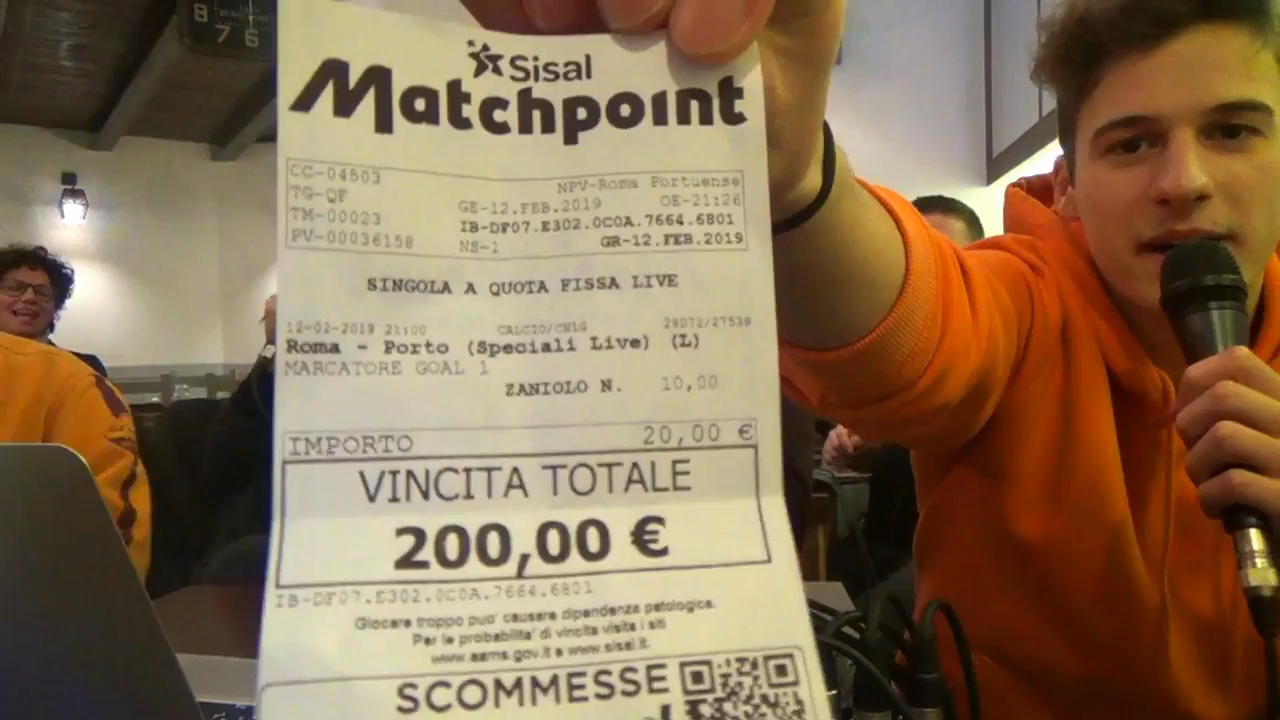 8 7 6
Sisal
Matchpoint
CC-04503
TG-QF NPV-Roma Portuense
TM-00023 GE-12.FEB.2019 OE-21:26
PV-00036158 IB-DF07.E302.0C0A.7664.6801
NS-1 GR-12.FEB.2019
SINGOLA A QUOTA FISSA LIVE
12-02-2019 21:00 CALCIO/CHLG 29072/27538
Roma - Porto (Speciali Live) (L)
MARCATORE GOAL 1
ZANIOLO N. 10,00
IMPORTO 20,00 €
VINCITA TOTALE
200,00 €
IB-DF07.E302.0C0A.7664.6801
Giocare troppo puo' causare dipendenza patologica.
Per le probabilita' di vincita visita i siti
www.aams.gov.it e www.sisal.it.
SCOMMESSE